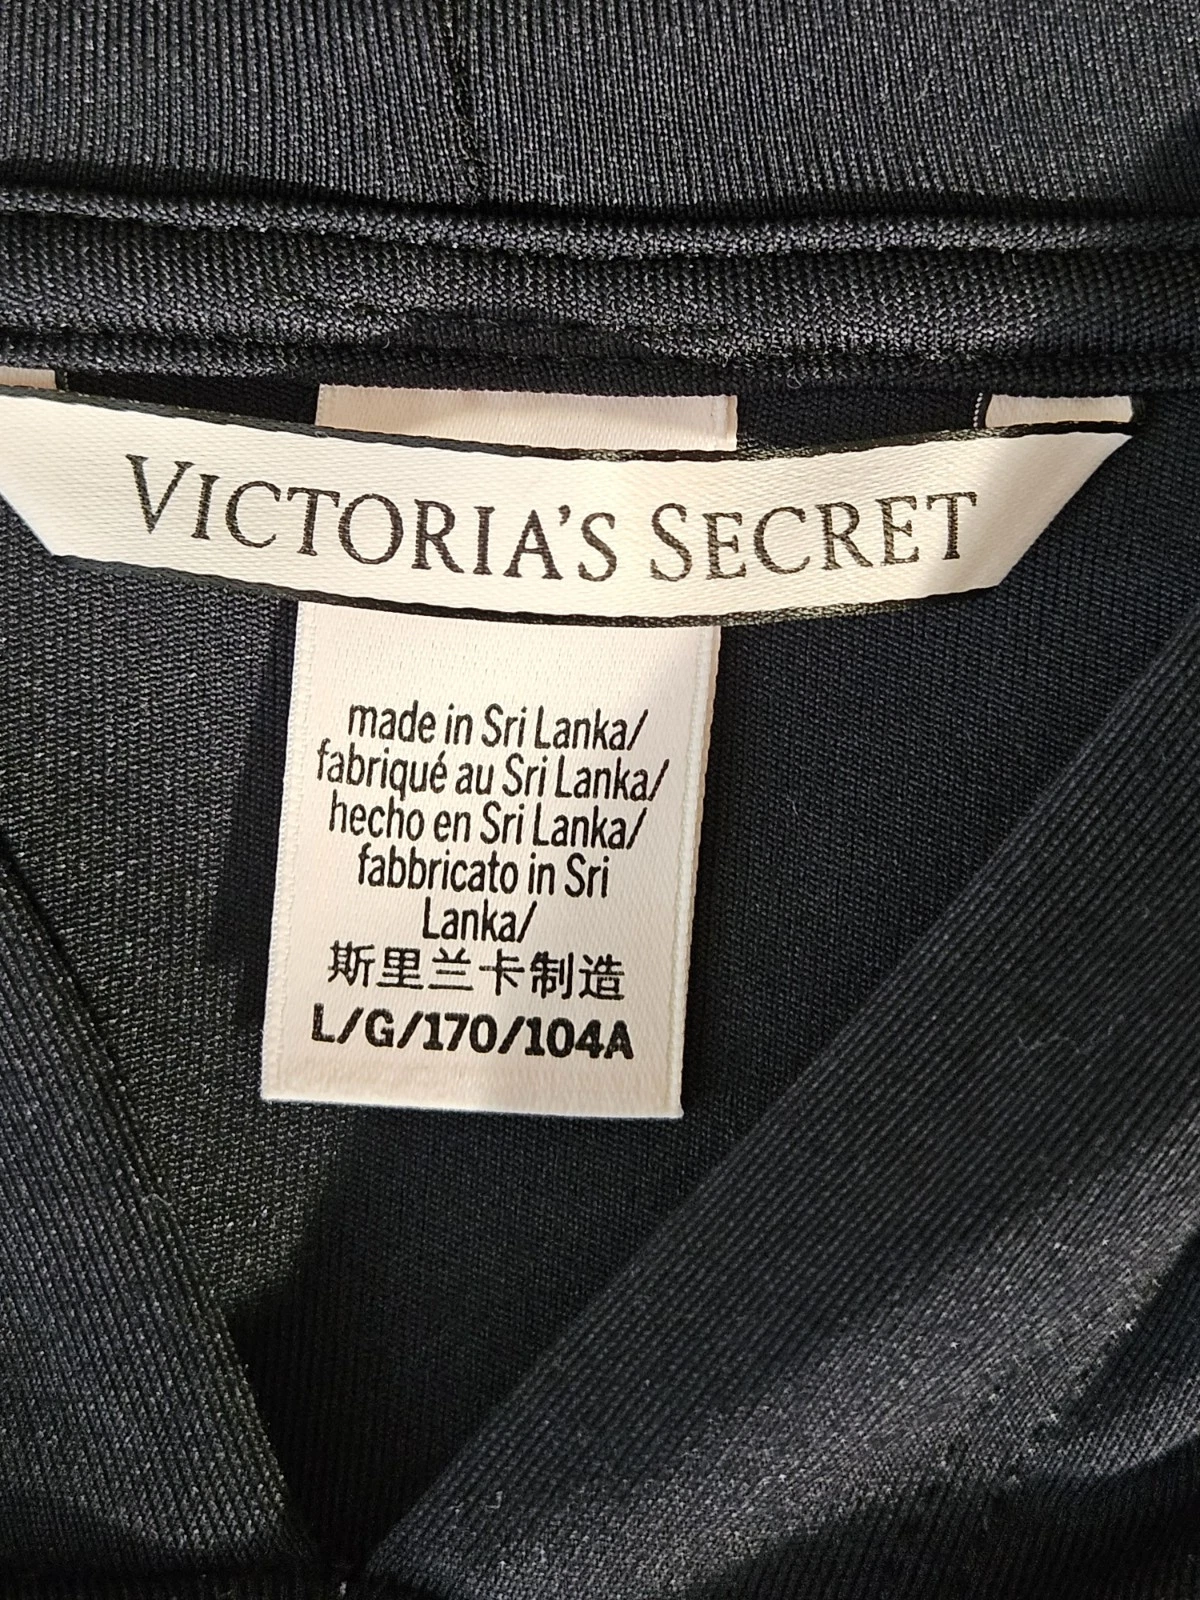 VICTORIA'S SECRET
made in Sri Lanka/
fabriqué au Sri Lanka/
hecho en Sri Lanka/
fabbricato in Sri
Lanka/
斯里兰卡制造
L/G/170/104A